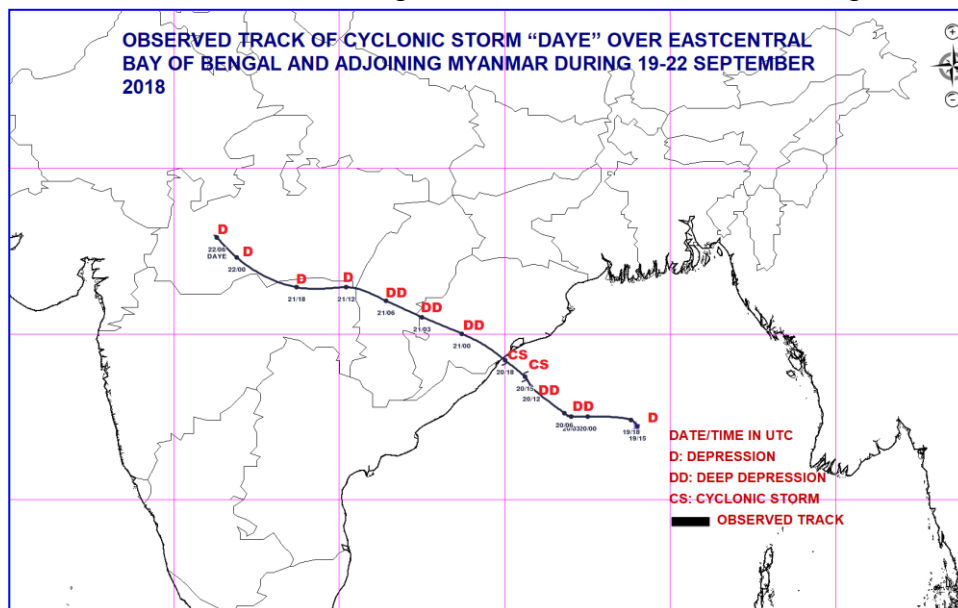 OBSERVED TRACK OF CYCLONIC STORM “DAYE” OVER EASTCENTRAL
BAY OF BENGAL AND ADJOINING MYANMAR DURING 19-22 SEPTEMBER
2018
D
22/06
DAYE
D
22/00
D
21/18
D
21/12
DD
21/06
DD
21/03
DD
21/00
CS
20/18
CS
20/15
20/12
DD
20/06
DD
20/03
20/00
D
19/18
19/15
DATE/TIME IN UTC
D: DEPRESSION
DD: DEEP DEPRESSION
CS: CYCLONIC STORM
OBSERVED TRACK